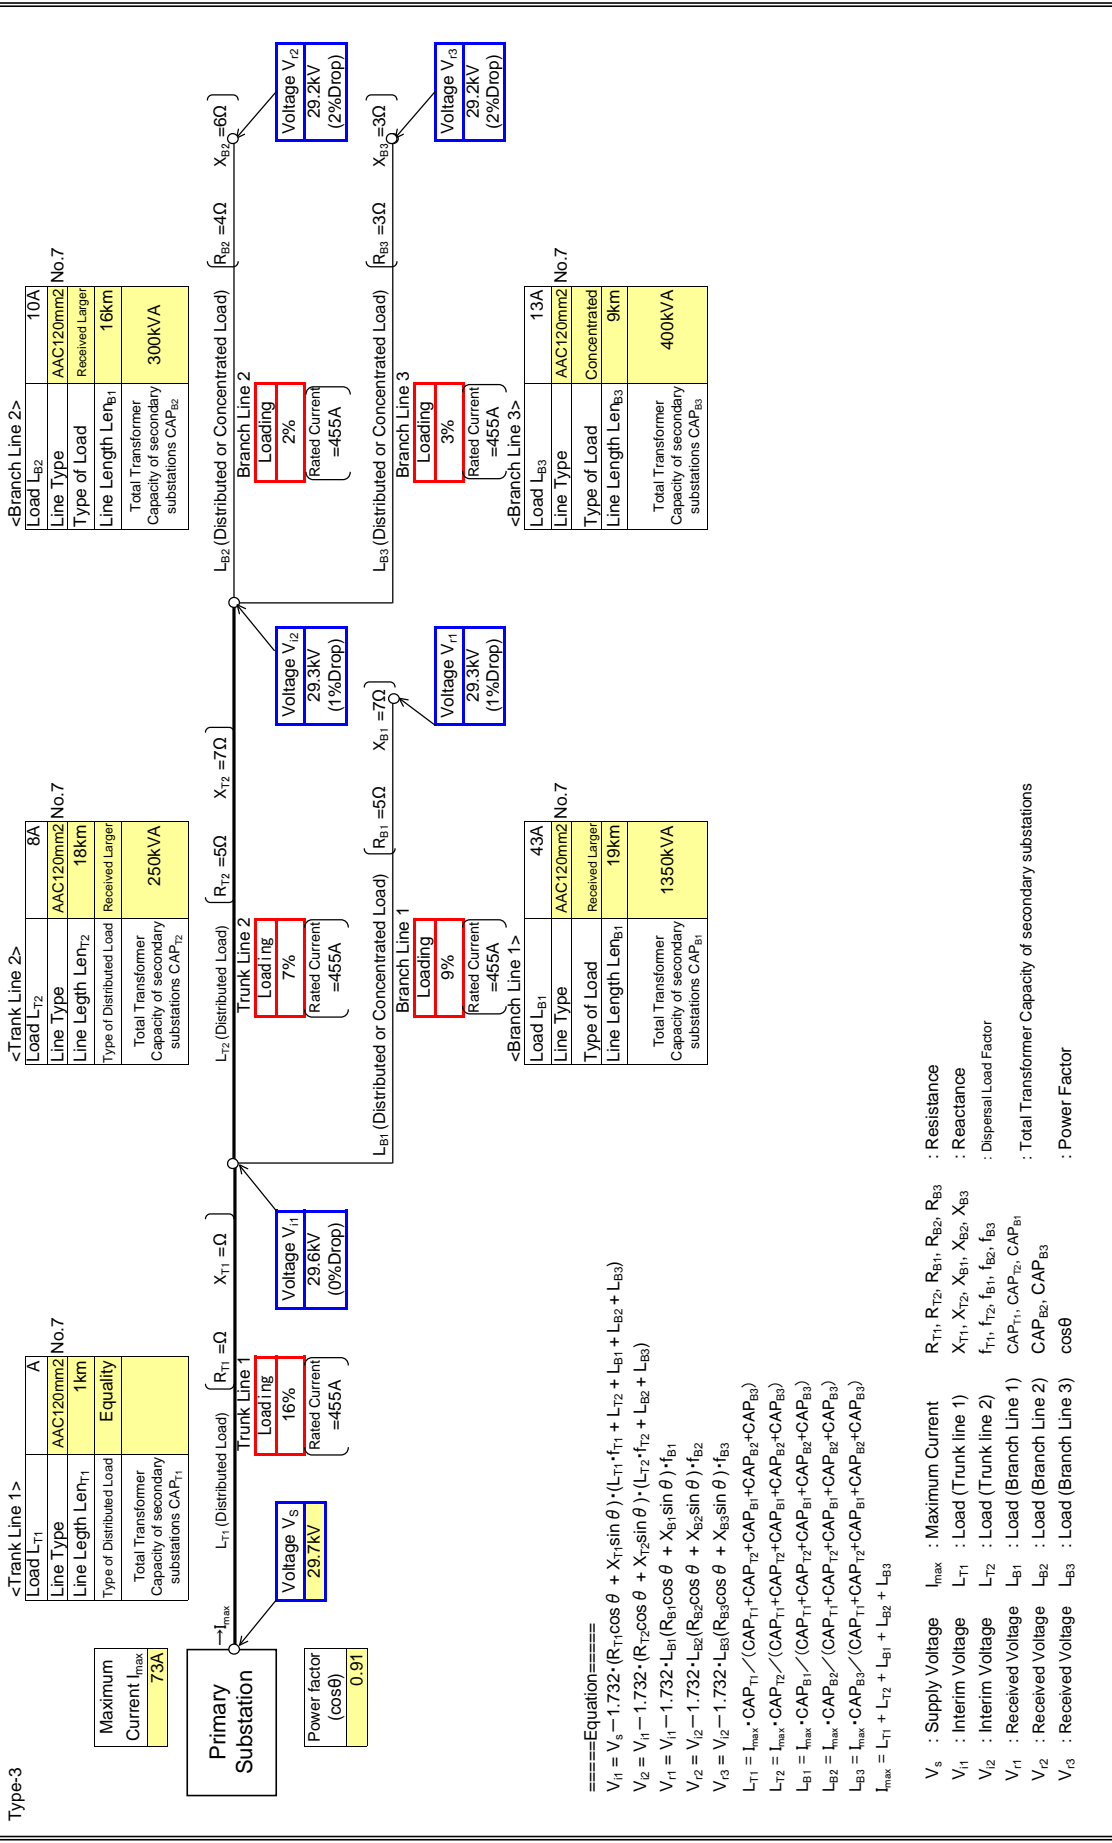 Type-3
Maximum
Current Imax
73A
Primary
Substation
Power factor
(cosθ)
0.91
→Imax
Voltage Vs
29.7kV
<Trank Line 1>
Load LT1 A
Line Type AAC120mm2 No.7
Line Legth LenT1 1km
Type of Distributed Load Equality
Total Transformer
Capacity of secondary
substations CAPT1
LT1 (Distributed Load) RT1 =Ω XT1 =Ω
Trunk Line 1
Loading
16%
Rated Current
=455A
Voltage Vi1
29.6kV
(0%Drop)
<Trank Line 2>
Load LT2 8A
Line Type AAC120mm2 No.7
Line Legth LenT2 18km
Type of Distributed Load Received Larger
Total Transformer
Capacity of secondary
substations CAPT2
250kVA
LT2 (Distributed Load) RT2 =5Ω XT2 =7Ω
Trunk Line 2
Loading
7%
Rated Current
=455A
Voltage Vi2
29.3kV
(1%Drop)
LB1 (Distributed or Concentrated Load) RB1 =5Ω XB1 =7Ω
Branch Line 1
Loading
9%
Rated Current
=455A
Voltage Vr1
29.3kV
(1%Drop)
<Branch Line 1>
Load LB1 43A
Line Type AAC120mm2 No.7
Type of Load Received Larger
Line Length LenB1 19km
Total Transformer
Capacity of secondary
substations CAPB1
1350kVA
<Branch Line 2>
Load LB2 10A
Line Type AAC120mm2 No.7
Type of Load Received Larger
Line Length LenB1 16km
Total Transformer
Capacity of secondary
substations CAPB2
300kVA
LB2 (Distributed or Concentrated Load) RB2 =4Ω XB2 =6Ω
Branch Line 2
Loading
2%
Rated Current
=455A
Voltage Vr2
29.2kV
(2%Drop)
LB3 (Distributed or Concentrated Load) RB3 =3Ω XB3 =3Ω
Branch Line 3
Loading
3%
Rated Current
=455A
Voltage Vr3
29.2kV
(2%Drop)
<Branch Line 3>
Load LB3 13A
Line Type AAC120mm2 No.7
Type of Load Concentrated
Line Length LenB3 9km
Total Transformer
Capacity of secondary
substations CAPB3
400kVA
=====Equation=====
Vi1 = Vs−1.732・(RT1cos θ + XT1sin θ)・(LT1・fT1 + LT2 + LB1 + LB2 + LB3)
Vi2 = Vi1−1.732・(RT2cos θ + XT2sin θ)・(LT2・fT2 + LB2 + LB3)
Vr1 = Vi1−1.732・LB1(RB1cos θ + XB1sin θ)・fB1
Vr2 = Vi2−1.732・LB2(RB2cos θ + XB2sin θ)・fB2
Vr3 = Vi2−1.732・LB3(RB3cos θ + XB3sin θ)・fB3
LT1 = Imax・CAPT1／(CAPT1+CAPT2+CAPB1+CAPB2+CAPB3)
LT2 = Imax・CAPT2／(CAPT1+CAPT2+CAPB1+CAPB2+CAPB3)
LB1 = Imax・CAPB1／(CAPT1+CAPT2+CAPB1+CAPB2+CAPB3)
LB2 = Imax・CAPB2／(CAPT1+CAPT2+CAPB1+CAPB2+CAPB3)
LB3 = Imax・CAPB3／(CAPT1+CAPT2+CAPB1+CAPB2+CAPB3)
Imax = LT1 + LT2 + LB1 + LB2 + LB3
Vs : Supply Voltage Imax : Maximum Current RT1, RT2, RB1, RB2, RB3 : Resistance
Vi1 : Interim Voltage LT1 : Load (Trunk line 1) XT1, XT2, XB1, XB2, XB3 : Reactance
Vi2 : Interim Voltage LT2 : Load (Trunk line 2) fT1, fT2, fB1, fB2, fB3 : Dispersal Load Factor
Vr1 : Received Voltage LB1 : Load (Branch Line 1) CAPT1, CAPT2, CAPB1 : Total Transformer Capacity of secondary substations
Vr2 : Received Voltage LB2 : Load (Branch Line 2) CAPB2, CAPB3
Vr3 : Received Voltage LB3 : Load (Branch Line 3) cosθ : Power Factor